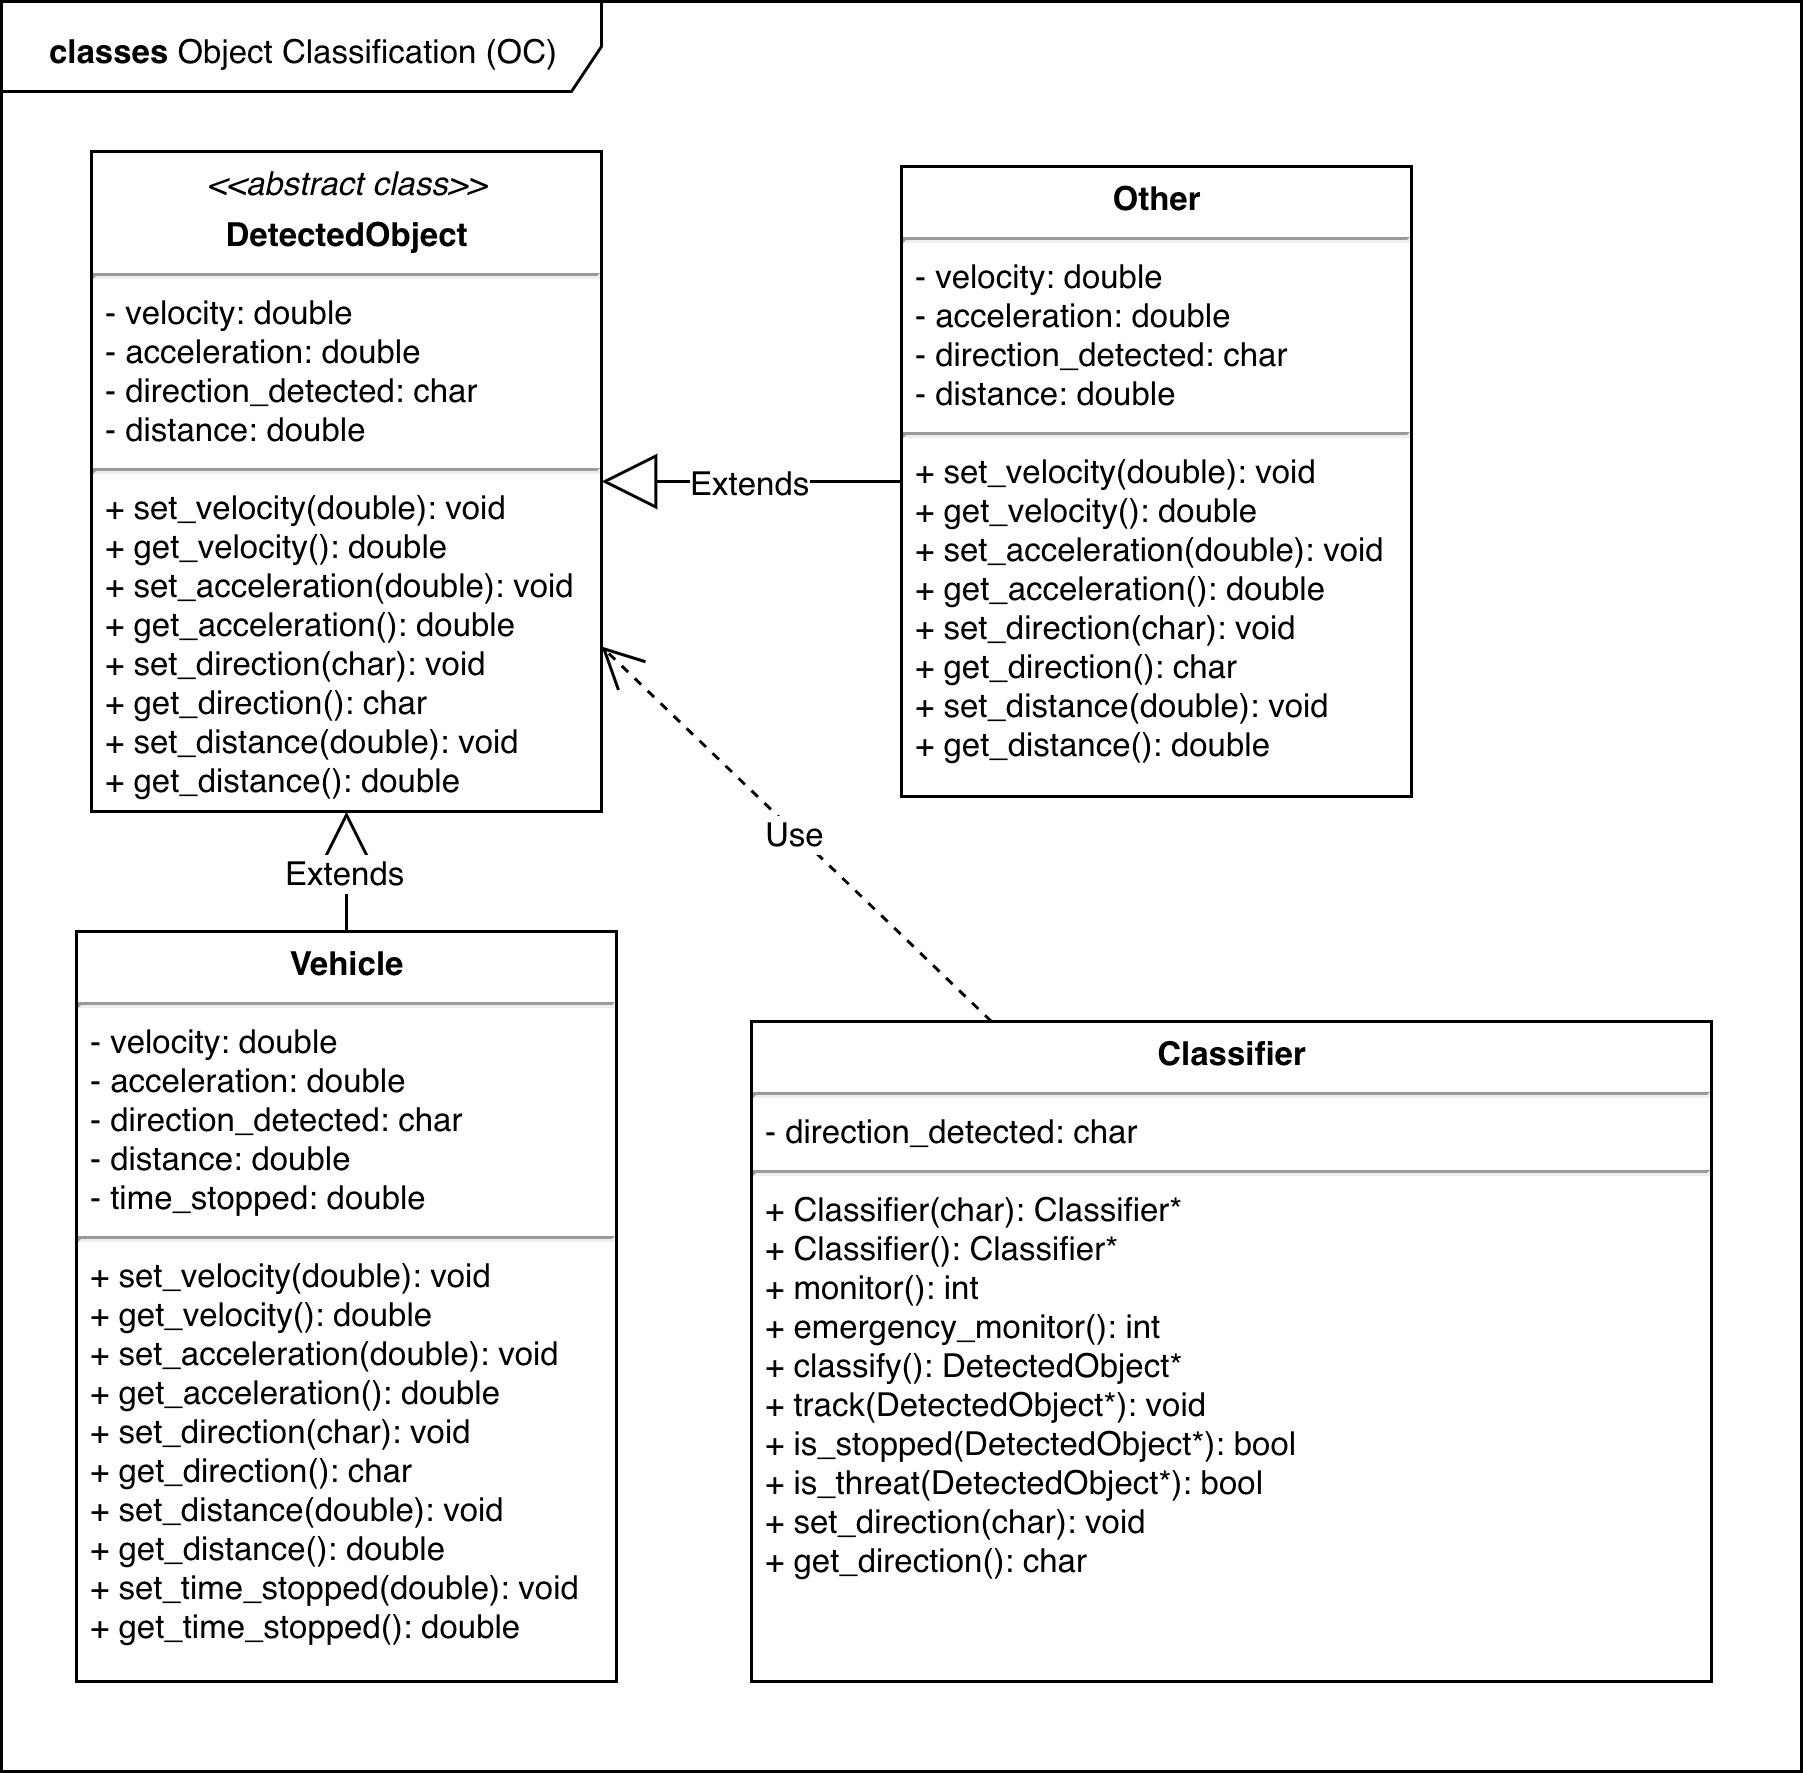 classes Object Classification (OC)
<<abstract class>>
DetectedObject
- velocity: double
- acceleration: double
- direction_detected: char
- distance: double
+ set_velocity(double): void
+ get_velocity(): double
+ set_acceleration(double): void
+ get_acceleration(): double
+ set_direction(char): void
+ get_direction(): char
+ set_distance(double): void
+ get_distance(): double
Extends
Other
- velocity: double
- acceleration: double
- direction_detected: char
- distance: double
+ set_velocity(double): void
+ get_velocity(): double
+ set_acceleration(double): void
+ get_acceleration(): double
+ set_direction(char): void
+ get_direction(): char
+ set_distance(double): void
+ get_distance(): double
Use
Extends
Vehicle
- velocity: double
- acceleration: double
- direction_detected: char
- distance: double
- time_stopped: double
+ set_velocity(double): void
+ get_velocity(): double
+ set_acceleration(double): void
+ get_acceleration(): double
+ set_direction(char): void
+ get_direction(): char
+ set_distance(double): void
+ get_distance(): double
+ set_time_stopped(double): void
+ get_time_stopped(): double
Classifier
- direction_detected: char
+ Classifier(char): Classifier*
+ Classifier(): Classifier*
+ monitor(): int
+ emergency_monitor(): int
+ classify(): DetectedObject*
+ track(DetectedObject*): void
+ is_stopped(DetectedObject*): bool
+ is_threat(DetectedObject*): bool
+ set_direction(char): void
+ get_direction(): char